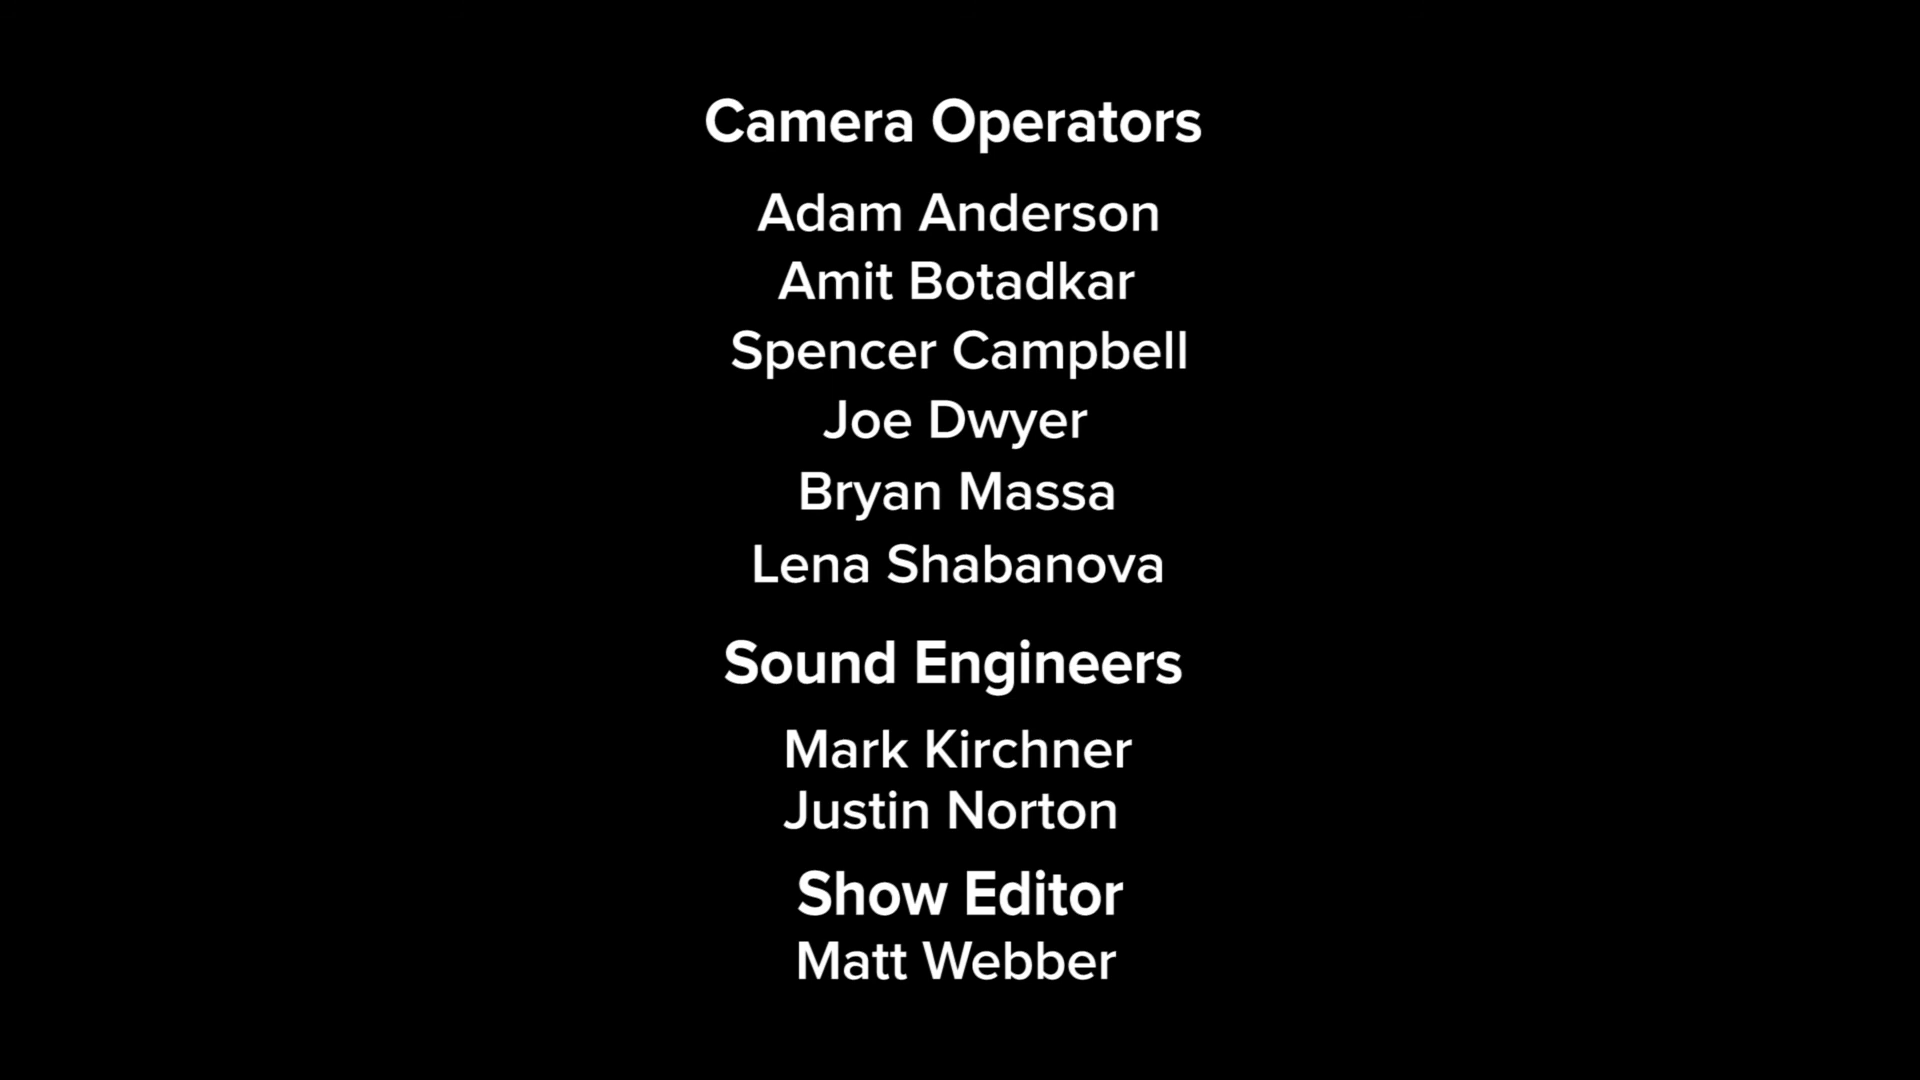 Camera Operators
Adam Anderson
Amit Botadkar
Spencer Campbell
Joe Dwyer
Bryan Massa
Lena Shabanova
Sound Engineers
Mark Kirchner
Justin Norton
Show Editor
Matt Webber